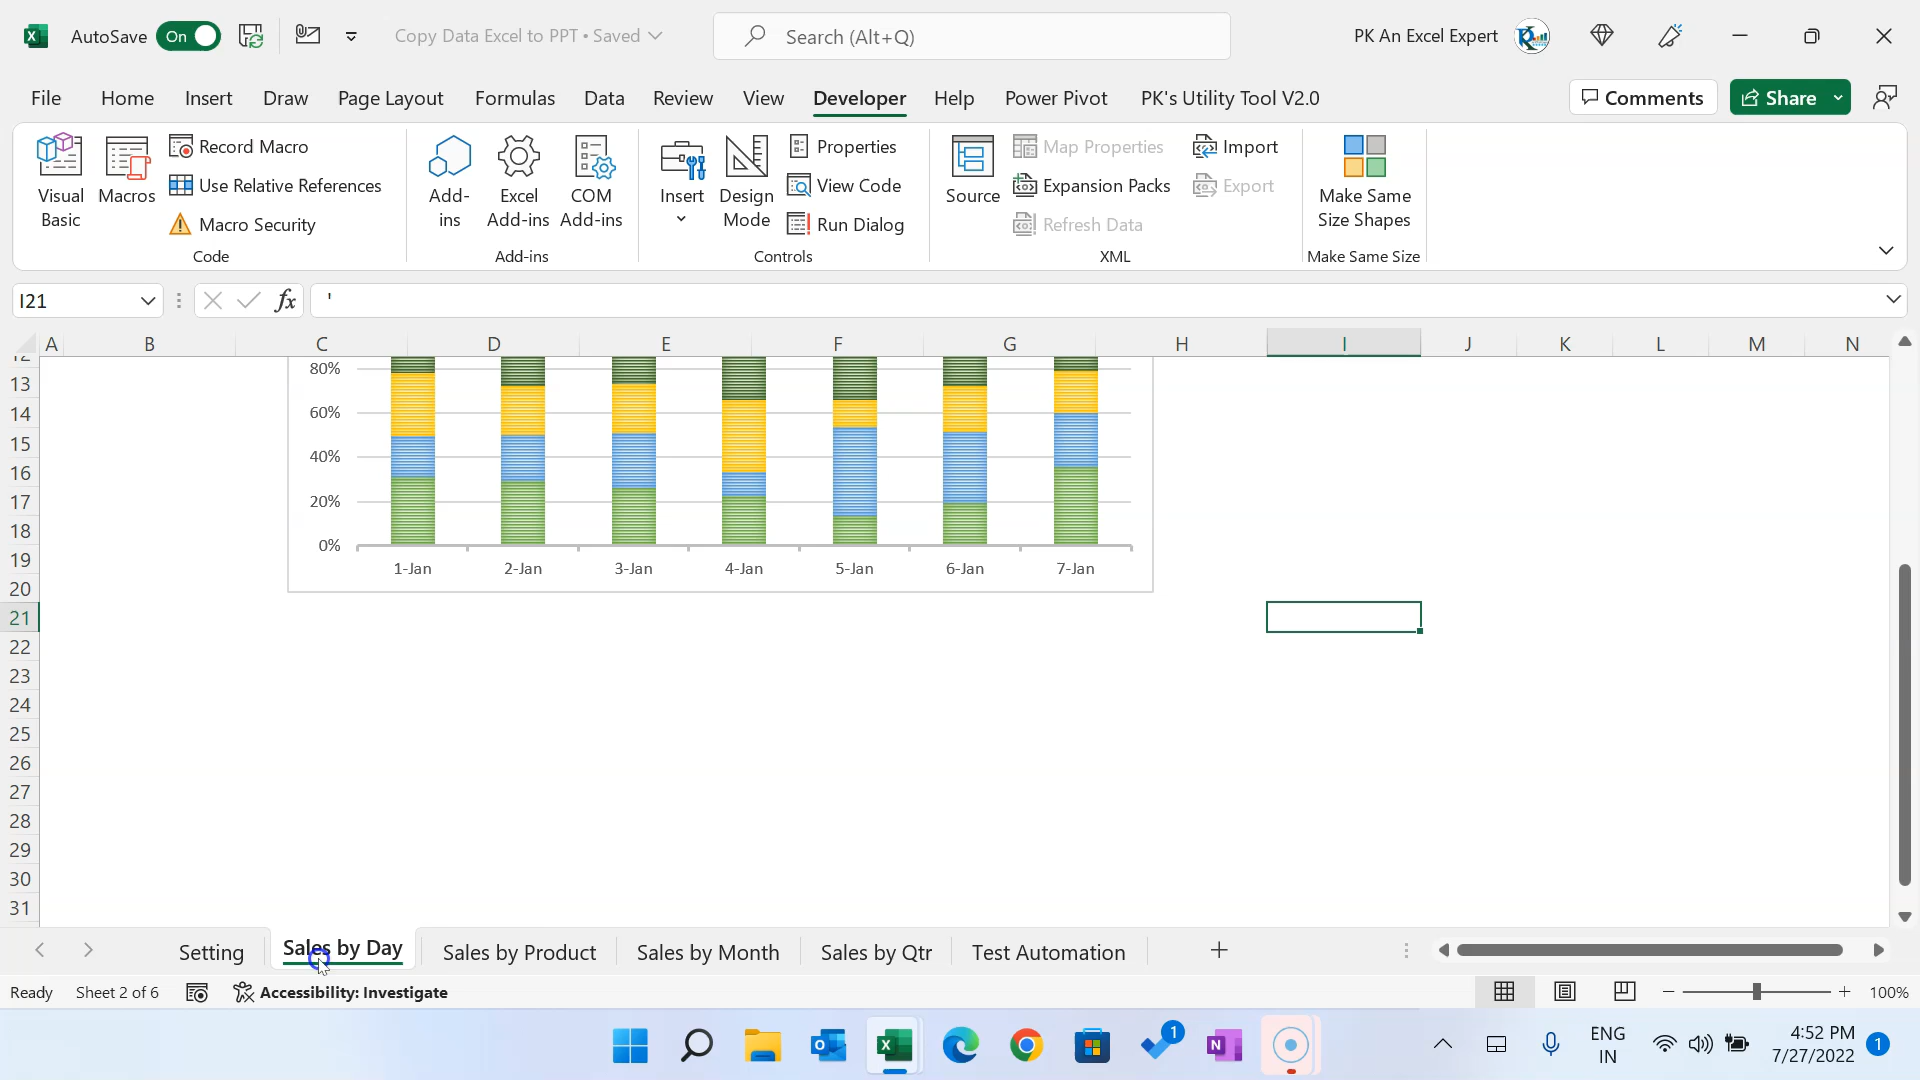 AutoSave On Copy Data Excel to PPT • Saved Search (Alt+Q) PK An Excel Expert
File Home Insert Draw Page Layout Formulas Data Review View Developer Help Power Pivot PK's Utility Tool V2.0 Comments Share
Visual Basic
Macros
Record Macro
Use Relative References
Macro Security
Code
Add-ins
Excel Add-ins
COM Add-ins
Add-ins
Insert
Design Mode
Properties
View Code
Run Dialog
Controls
Source
Map Properties
Expansion Packs
Refresh Data
Import
Export
XML
Make Same Size Shapes
Make Same Size
I21 fx '
A B C D E F G H I J K L M N
12
13
14
15
16
17
18
19
20
21
22
23
24
25
26
27
28
29
30
31
80%
60%
40%
20%
0%
1-Jan 2-Jan 3-Jan 4-Jan 5-Jan 6-Jan 7-Jan
Setting Sales by Day Sales by Product Sales by Month Sales by Qtr Test Automation
Ready Sheet 2 of 6 Accessibility: Investigate 100%
1
ENG
IN
4:52 PM
7/27/2022
1